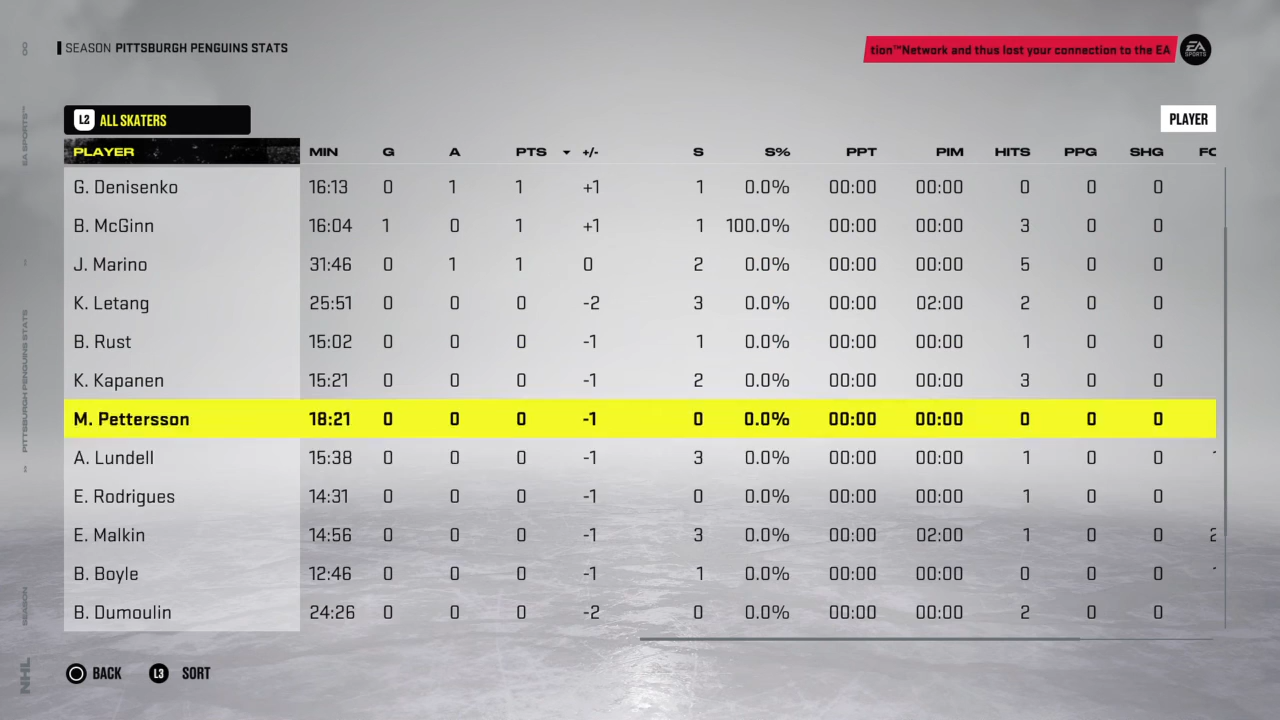 SEASON PITTSBURGH PENGUINS STATS
tion™Network and thus lost your connection to the EA
EA SPORTS
L2 ALL SKATERS
PLAYER
PLAYER MIN G A PTS +/- S S% PPT PIM HITS PPG SHG FO
G. Denisenko 16:13 0 1 1 +1 1 0.0% 00:00 00:00 0 0 0
B. McGinn 16:04 1 0 1 +1 1 100.0% 00:00 00:00 3 0 0
J. Marino 31:46 0 1 1 0 2 0.0% 00:00 00:00 5 0 0
K. Letang 25:51 0 0 0 -2 3 0.0% 00:00 02:00 2 0 0
B. Rust 15:02 0 0 0 -1 1 0.0% 00:00 00:00 1 0 0
K. Kapanen 15:21 0 0 0 -1 2 0.0% 00:00 00:00 3 0 0
M. Pettersson 18:21 0 0 0 -1 0 0.0% 00:00 00:00 0 0 0
A. Lundell 15:38 0 0 0 -1 3 0.0% 00:00 00:00 1 0 0
E. Rodrigues 14:31 0 0 0 -1 0 0.0% 00:00 00:00 1 0 0
E. Malkin 14:56 0 0 0 -1 3 0.0% 00:00 02:00 1 0 0 2
B. Boyle 12:46 0 0 0 -1 1 0.0% 00:00 00:00 0 0 0
B. Dumoulin 24:26 0 0 0 -2 0 0.0% 00:00 00:00 2 0 0
BACK L3 SORT
NHL SEASON PITTSBURGH PENGUINS STATS EA SPORTS™